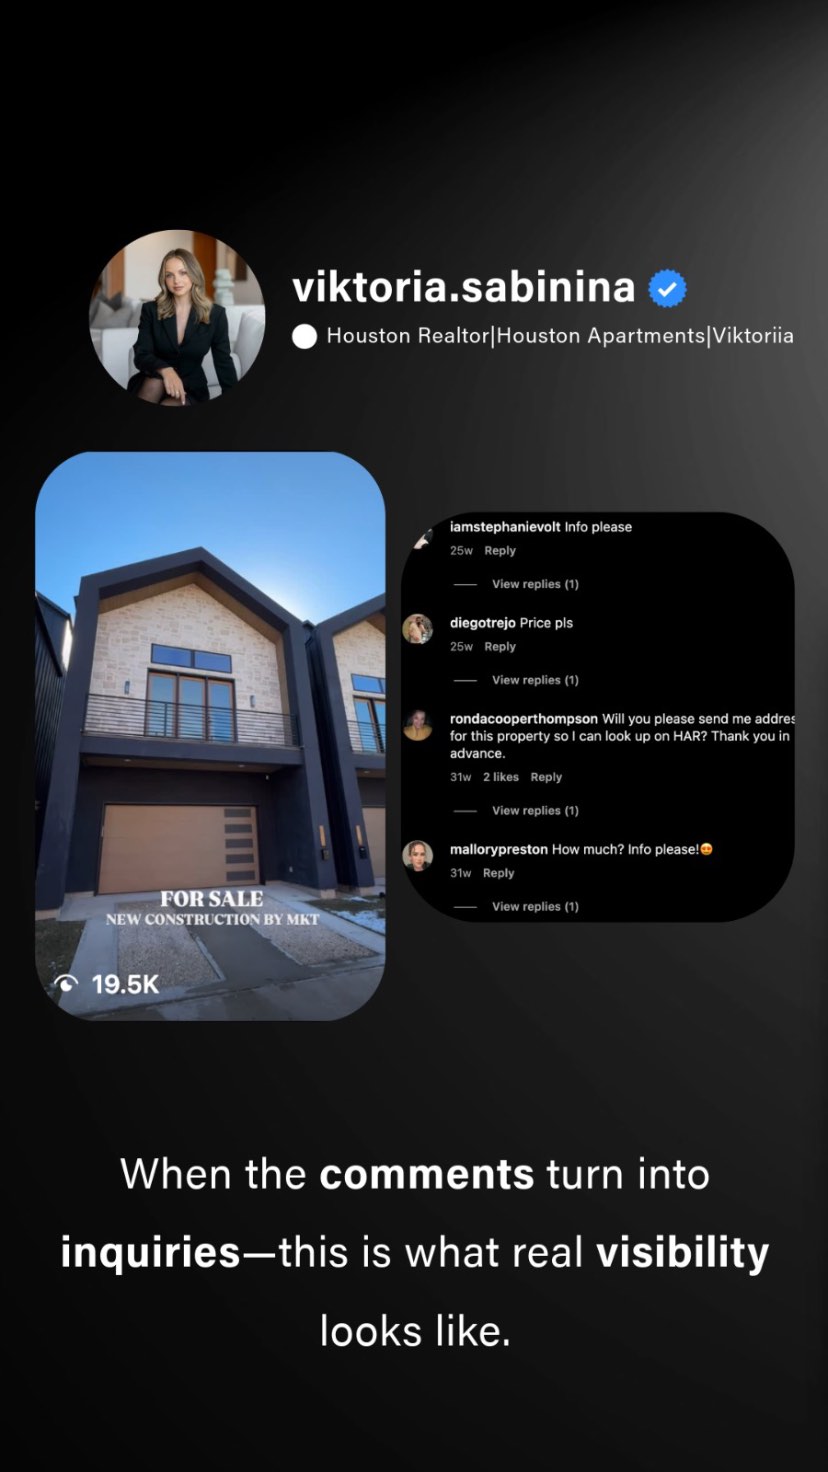 viktoria.sabinina
Houston Realtor|Houston Apartments|Viktoriia
FOR SALE
NEW CONSTRUCTION BY MKT
19.5K
iamstephanievolt Info please
25w Reply
View replies (1)
diegotrejo Price pls
25w Reply
View replies (1)
rondacooperthompson Will you please send me addres
for this property so I can look up on HAR? Thank you in
advance.
31w 2 likes Reply
View replies (1)
mallorypreston How much? Info please!😍
31w Reply
View replies (1)
When the comments turn into
inquiries—this is what real visibility
looks like.